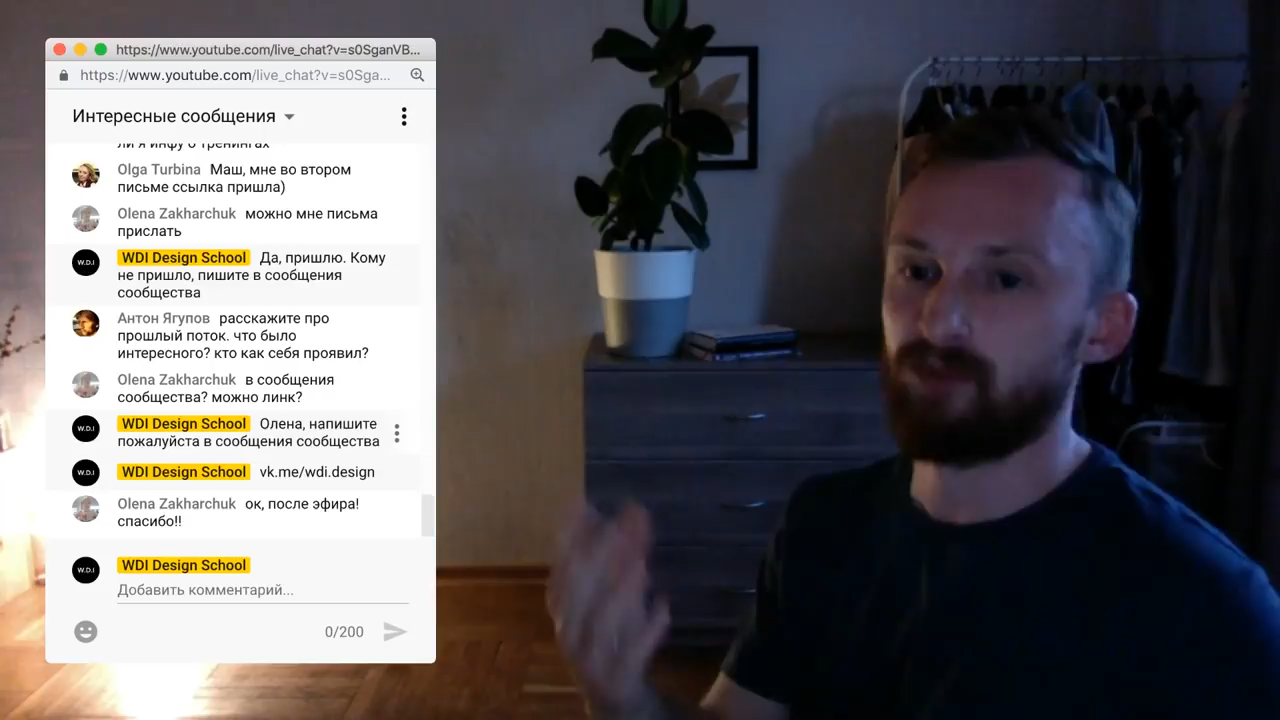 https://www.youtube.com/live_chat?v=s0SganVB...
https://www.youtube.com/live_chat?v=s0Sga...
Интересные сообщения
ли я инфу о тренингах
Olga Turbina Маш, мне во втором
письме ссылка пришла)
Olena Zakharchuk можно мне письма
прислать
W.D.I WDI Design School Да, пришлю. Кому
не пришло, пишите в сообщения
сообщества
Антон Ягупов расскажите про
прошлый поток. что было
интересного? кто как себя проявил?
Olena Zakharchuk в сообщения
сообщества? можно линк?
W.D.I WDI Design School Олена, напишите
пожалуйста в сообщения сообщества
W.D.I WDI Design School vk.me/wdi.design
Olena Zakharchuk ок, после эфира!
спасибо!!
W.D.I WDI Design School
Добавить комментарий...
0/200